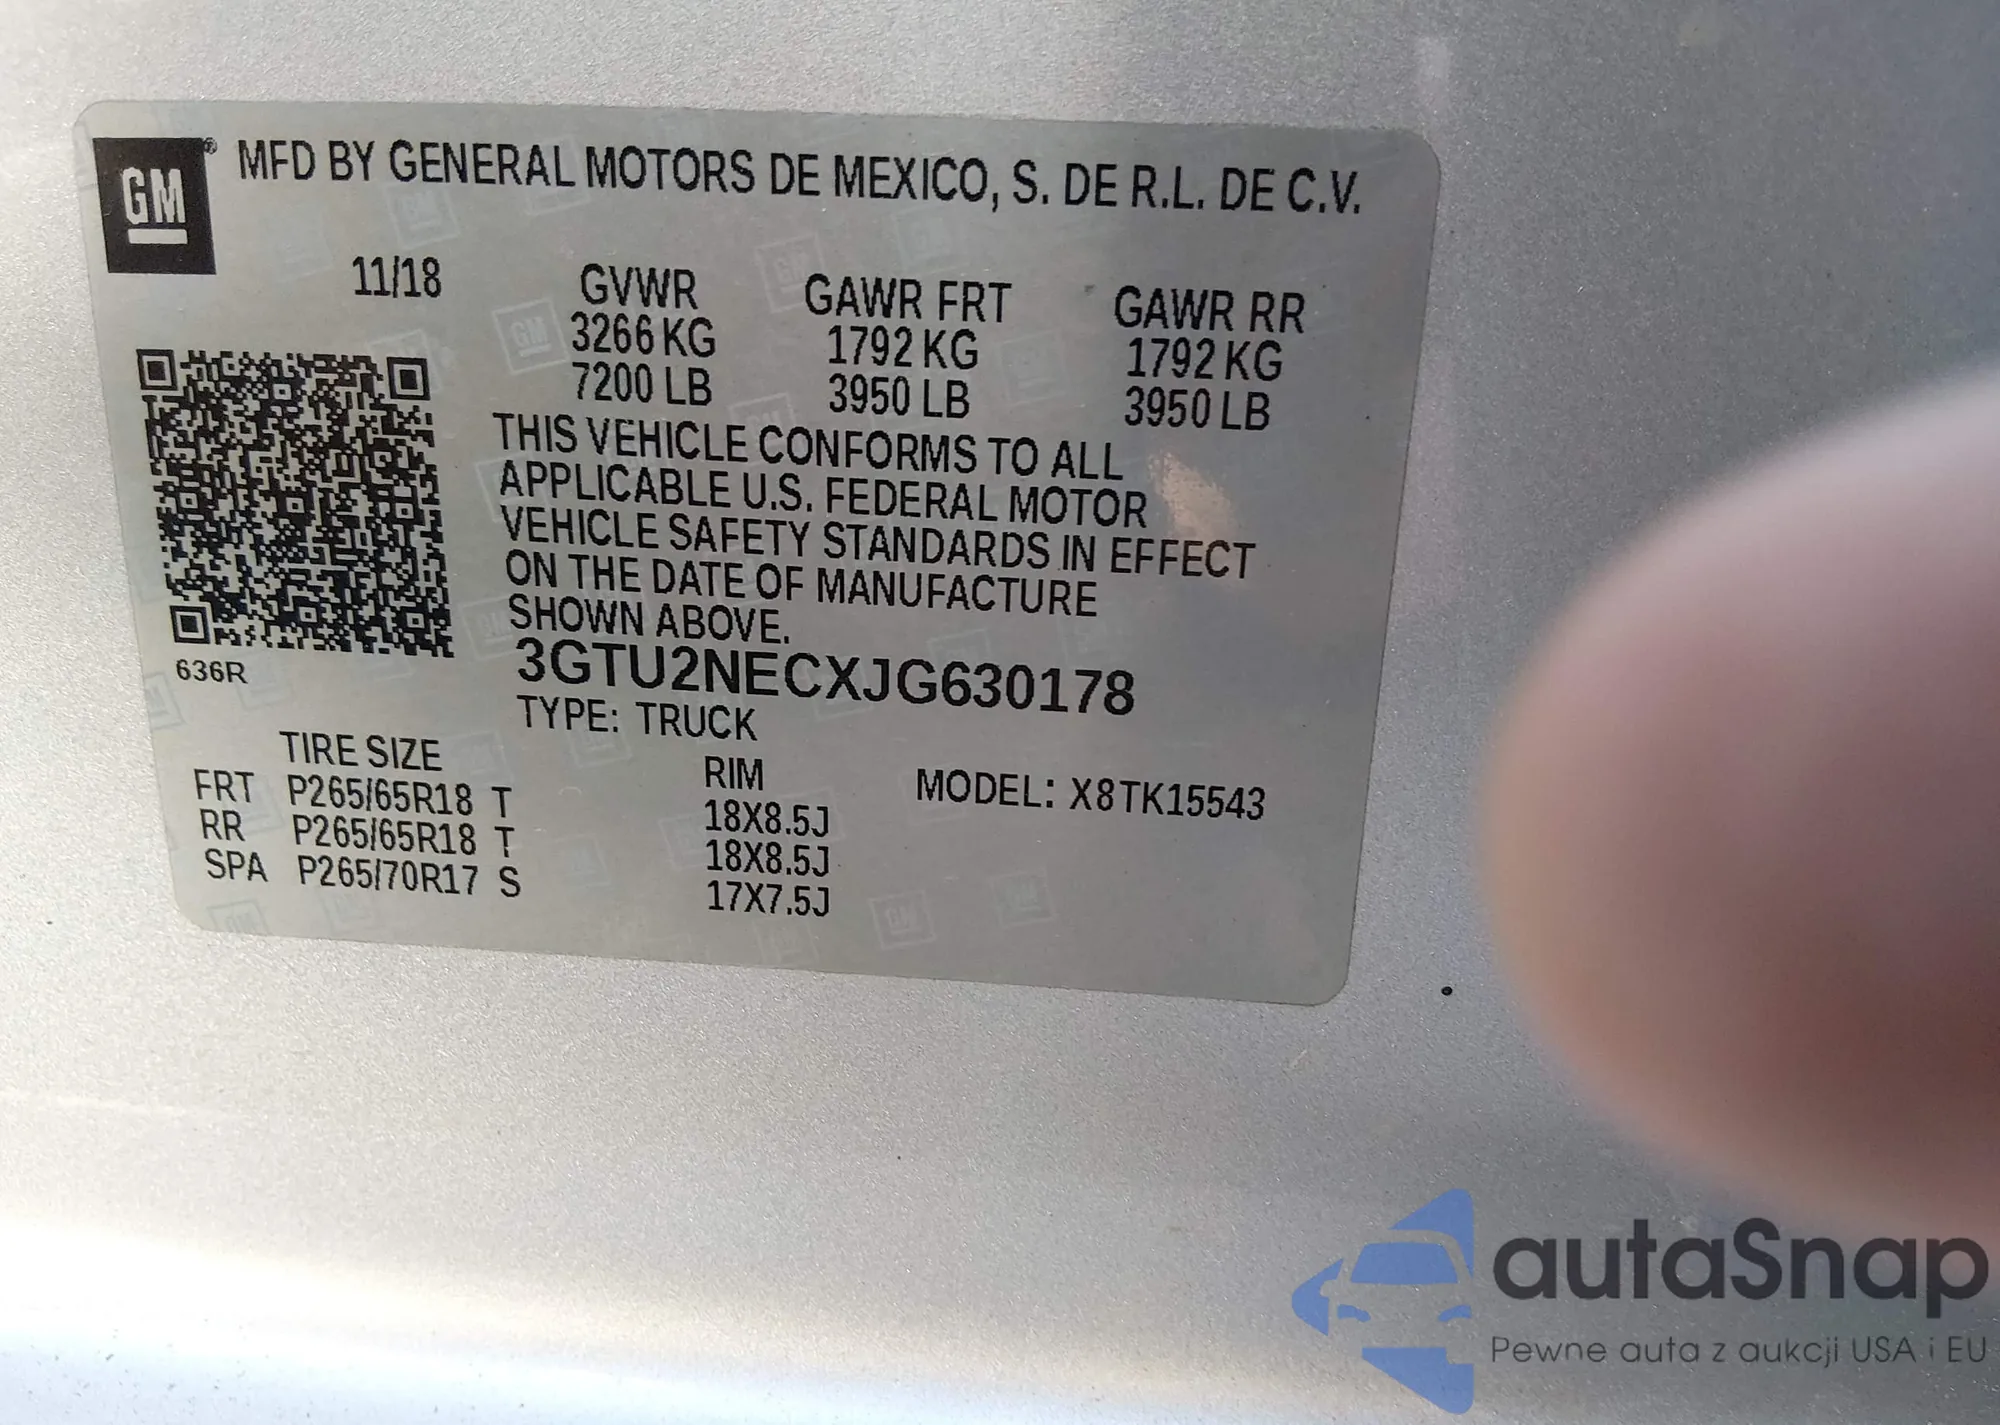 GM®
MFD BY GENERAL MOTORS DE MEXICO, S. DE R.L. DE C.V.
11/18
GVWR GAWR FRT GAWR RR
3266 KG 1792 KG 1792 KG
7200 LB 3950 LB 3950 LB
THIS VEHICLE CONFORMS TO ALL
APPLICABLE U.S. FEDERAL MOTOR
VEHICLE SAFETY STANDARDS IN EFFECT
ON THE DATE OF MANUFACTURE
SHOWN ABOVE.
636R
3GTU2NECXJG630178
TYPE: TRUCK
TIRE SIZE RIM MODEL: X8TK15543
FRT P265/65R18 T 18X8.5J
RR P265/65R18 T 18X8.5J
SPA P265/70R17 S 17X7.5J
autaSnap
Pewne auta z aukcji USA i EU